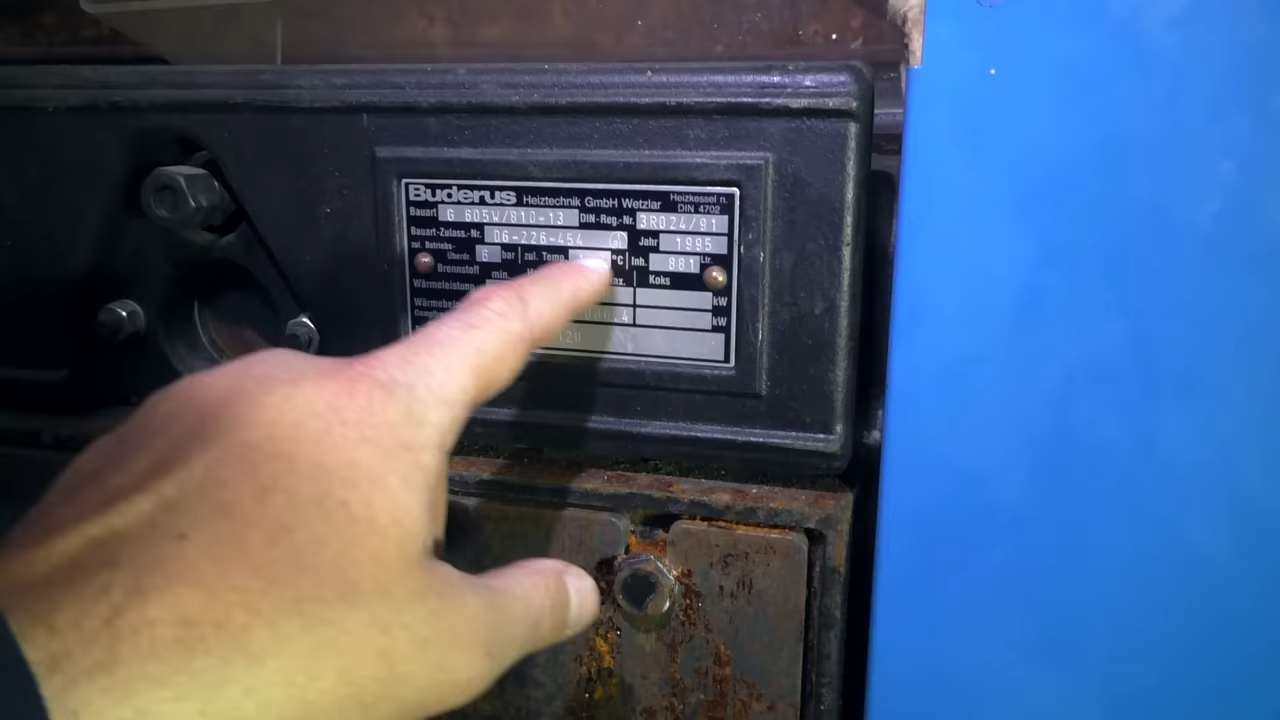 Buderus Heiztechnik GmbH Wetzlar Heizkessel n. DIN 4702
Bauart G 605W/810-13 DIN-Reg.-Nr. 3R024/91
Bauart-Zulass.-Nr. 06-226-454 Jahr 1995
zul. Betriebs-Überdr. 6 bar zul. Temp. °C Inh. 881 Ltr.
Brennstoff min. max. Koks
Wärmeleistung kW
kW
120